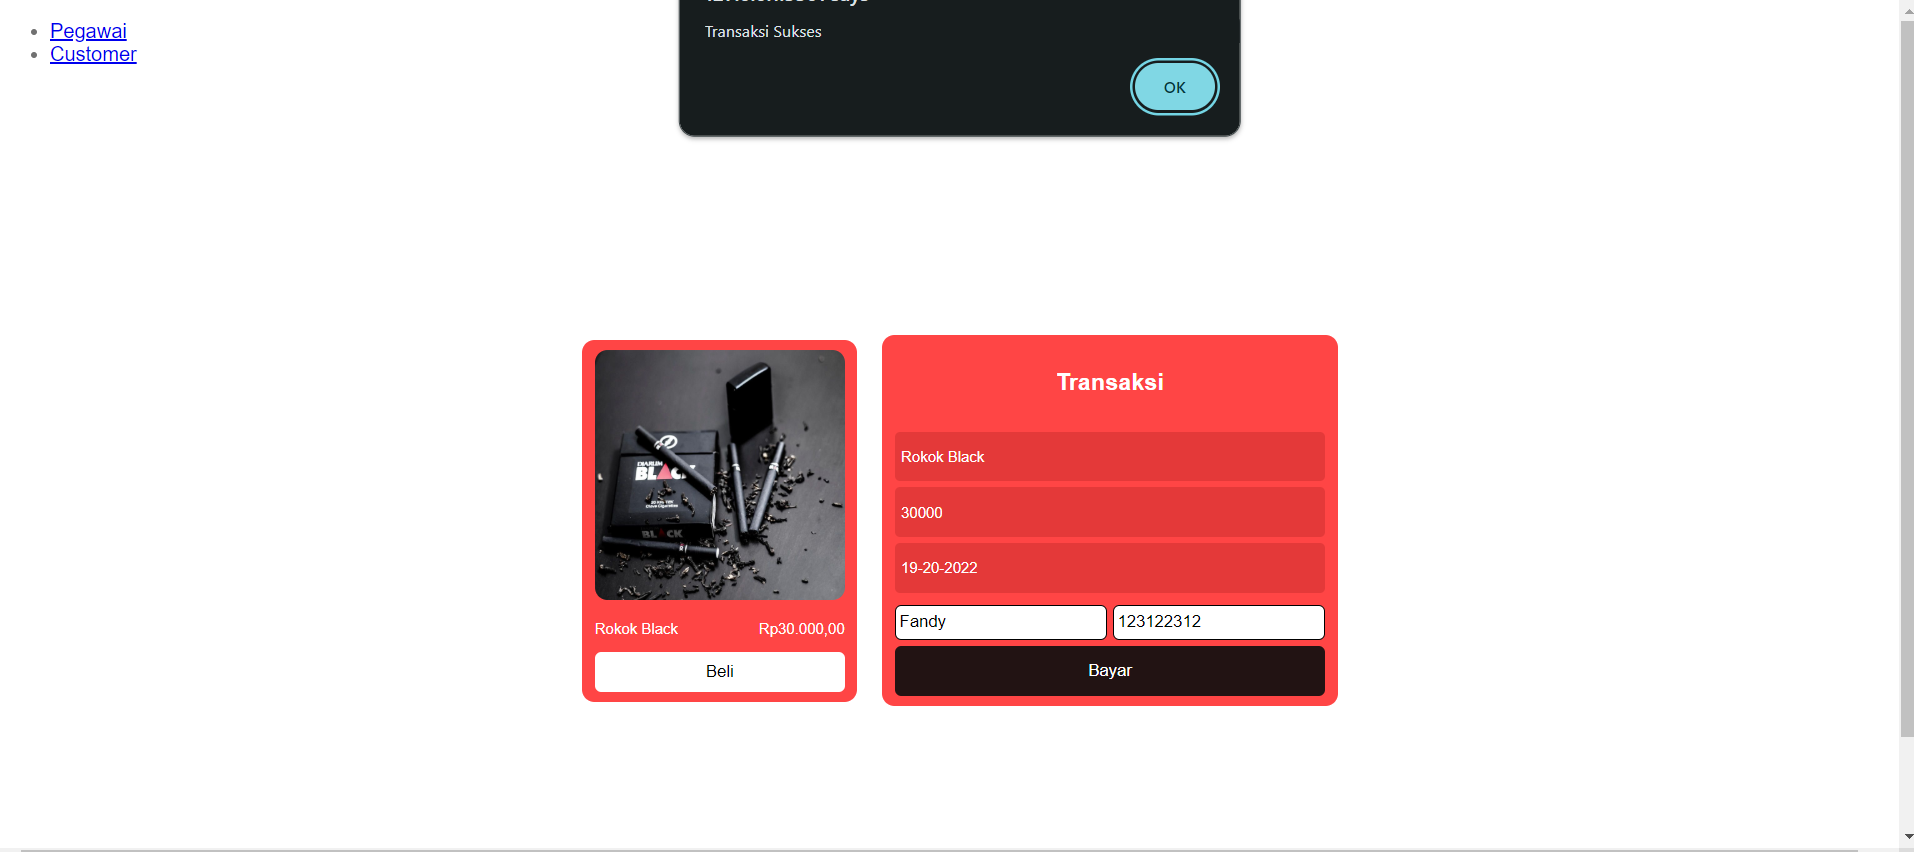 Pegawai
Customer
Transaksi Sukses
OK
DJARUM
BLACK
BLACK
Rokok Black
Rp30.000,00
Beli
Transaksi
Rokok Black
30000
19-20-2022
Fandy
123122312
Bayar